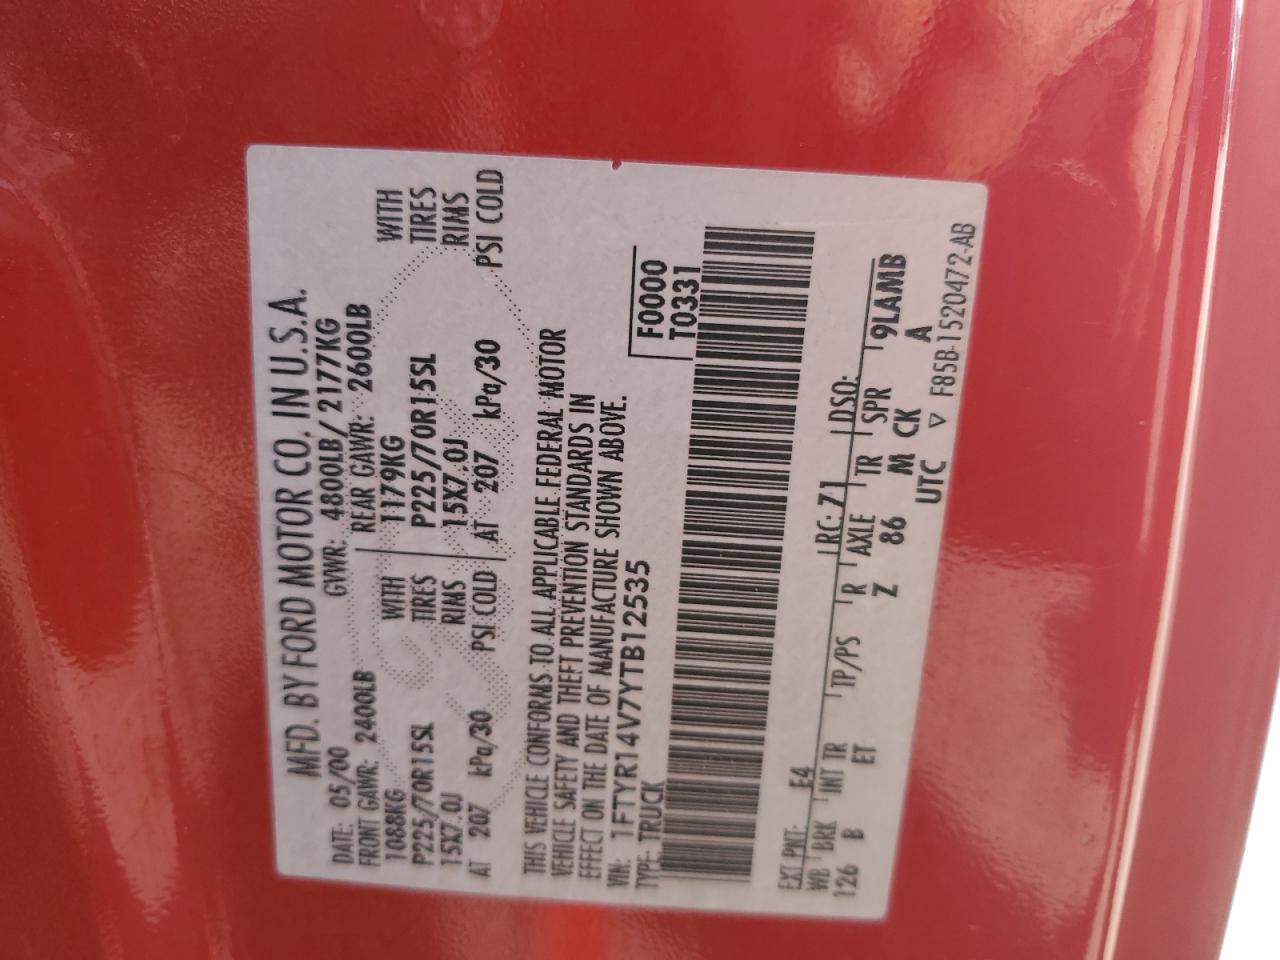 MFD. BY FORD MOTOR CO. IN U.S.A.
DATE: 05/00 GVWR: 4800LB/2177KG
FRONT GAWR: 2400LB REAR GAWR: 2600LB
1088KG WITH 1179KG WITH
P225/70R15SL TIRES P225/70R15SL TIRES
15X7.0J RIMS 15X7.0J RIMS
AT 207 kPa/30 PSI COLD AT 207 kPa/30 PSI COLD
THIS VEHICLE CONFORMS TO ALL APPLICABLE FEDERAL MOTOR
VEHICLE SAFETY AND THEFT PREVENTION STANDARDS IN
EFFECT ON THE DATE OF MANUFACTURE SHOWN ABOVE.
VIN: 1FTYR14V7YTB12535 F0000
TYPE: TRUCK T0331
EXT PNT: E4 RC: 71 DSO:
WB BRK INT TR TP/PS R AXLE TR SPR 9LAMB
126 B ET Z 86 M CK A
UTC ▽ F85B-1520472-AB